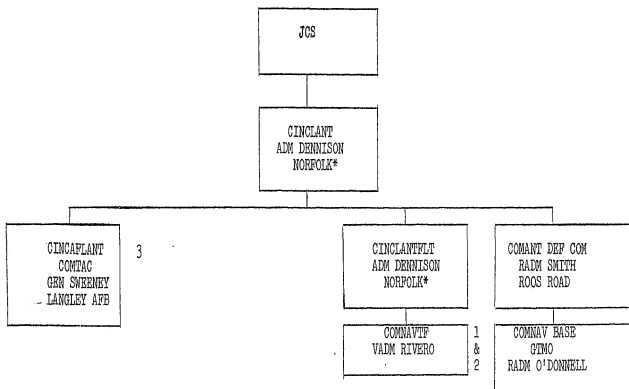 JCS
CINCLANT
ADM DENNISON
NORFOLK*
CINCAFLANT
COMTAC
GEN SWEENEY
LANGLEY AFB
3
CINCLANTFLT
ADM DENNISON
NORFOLK*
COMANT DEF COM
RADM SMITH
ROOS ROAD
COMNAVTF
VADM RIVERO
1
&
2
COMNAV BASE
GTMO
RADM O'DONNELL